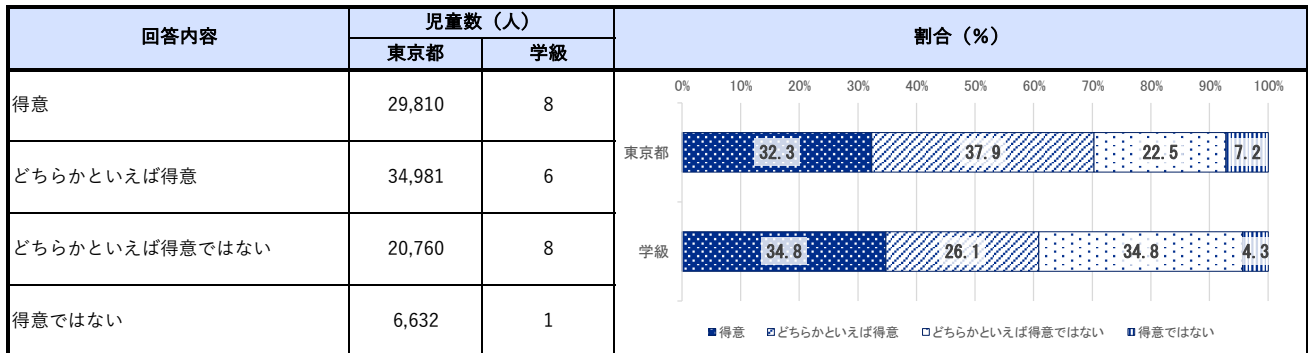 回答内容
児童数（人）
割合（%）
東京都
学級
得意
29,810
8
どちらかといえば得意
34,981
6
どちらかといえば得意ではない
20,760
8
得意ではない
6,632
1
0% 10% 20% 30% 40% 50% 60% 70% 80% 90% 100%
東京都
32.3
37.9
22.5
7.2
学級
34.8
26.1
34.8
4.3
得意 どちらかといえば得意 どちらかといえば得意ではない 得意ではない